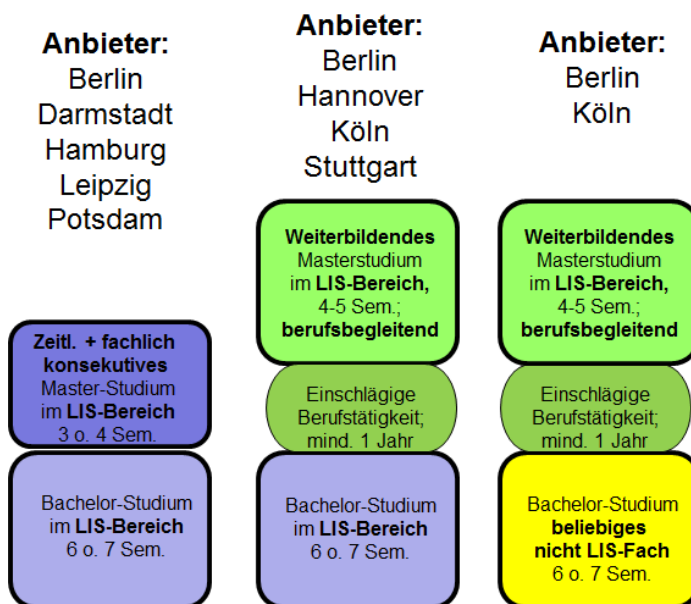 Anbieter:
Berlin
Darmstadt
Hamburg
Leipzig
Potsdam
Zeitl. + fachlich
konsekutives
Master-Studium
im LIS-Bereich
3 o. 4 Sem.
Bachelor-Studium
im LIS-Bereich
6 o. 7 Sem.
Anbieter:
Berlin
Hannover
Köln
Stuttgart
Weiterbildendes
Masterstudium
im LIS-Bereich,
4-5 Sem.;
berufsbegleitend
Einschlägige
Berufstätigkeit;
mind. 1 Jahr
Bachelor-Studium
im LIS-Bereich
6 o. 7 Sem.
Anbieter:
Berlin
Köln
Weiterbildendes
Masterstudium
im LIS-Bereich,
4-5 Sem.;
berufsbegleitend
Einschlägige
Berufstätigkeit;
mind. 1 Jahr
Bachelor-Studium
beliebiges
nicht LIS-Fach
6 o. 7 Sem.